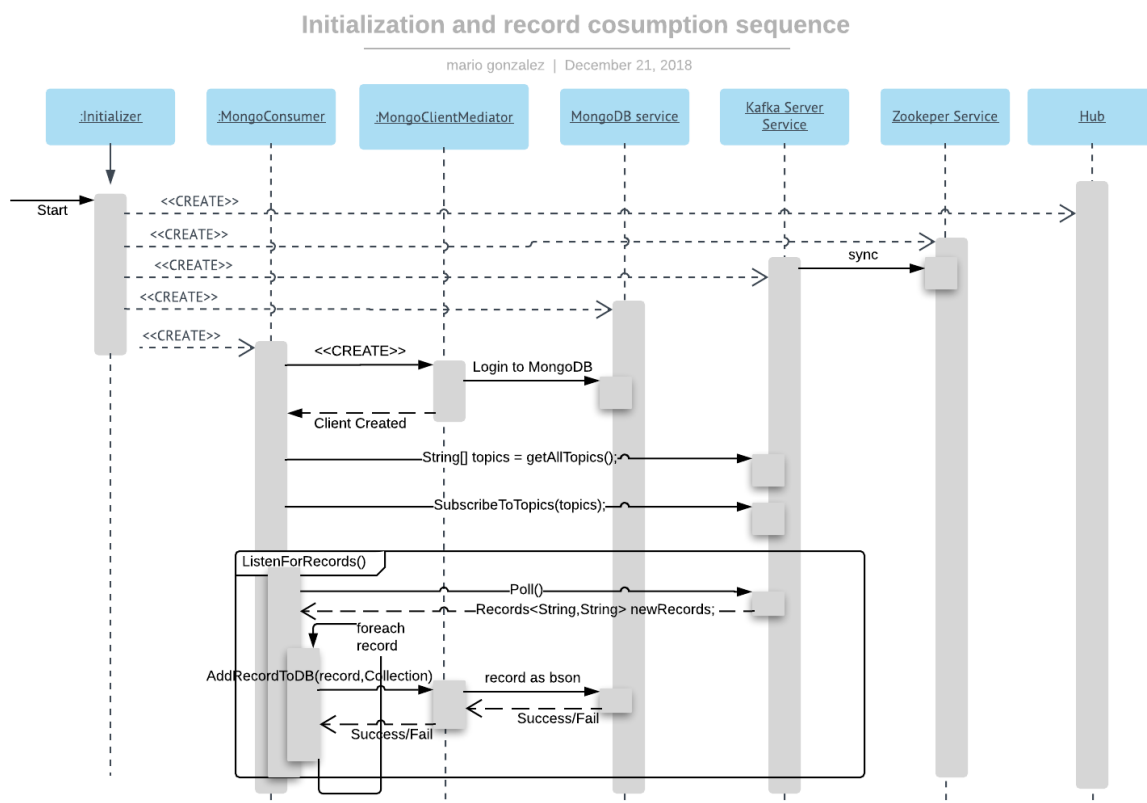 Initialization and record cosumption sequence
mario gonzalez | December 21, 2018
:Initializer
:MongoConsumer
:MongoClientMediator
MongoDB service
Kafka Server
Service
Zookeper Service
Hub
Start
<<CREATE>>
<<CREATE>>
<<CREATE>>
sync
<<CREATE>>
<<CREATE>>
<<CREATE>>
Login to MongoDB
Client Created
String[] topics = getAllTopics();
SubscribeToTopics(topics);
ListenForRecords()
Poll()
Records<String,String> newRecords;
foreach
record
AddRecordToDB(record,Collection)
record as bson
Success/Fail
Success/Fail